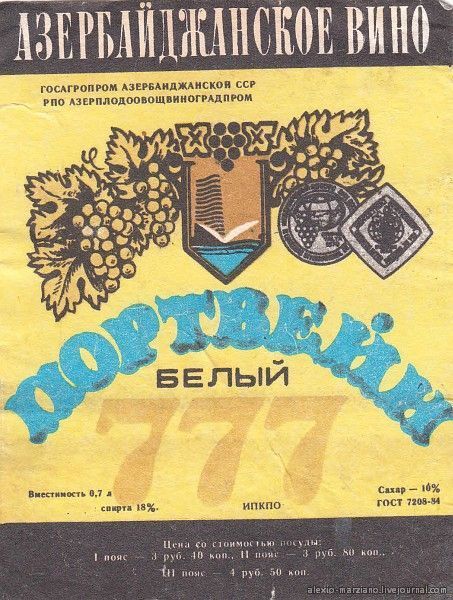 АЗЕРБАЙДЖАНСКОЕ ВИНО
ГОСАГРОПРОМ АЗЕРБАЙДЖАНСКОЙ ССР
РПО АЗЕРПЛОДООВОЩВИНОГРАДПРОМ
ПОРТВЕЙН
БЕЛЫЙ
777
Вместимость 0,7 л
спирта 18%.
ИПКПО
Сахар — 10%
ГОСТ 7208-84
Цена со стоимостью посуды:
I пояс — 3 руб. 40 коп., II пояс — 3 руб. 80 коп.,
III пояс — 4 руб. 50 коп.
alexio-marziano.livejournal.com